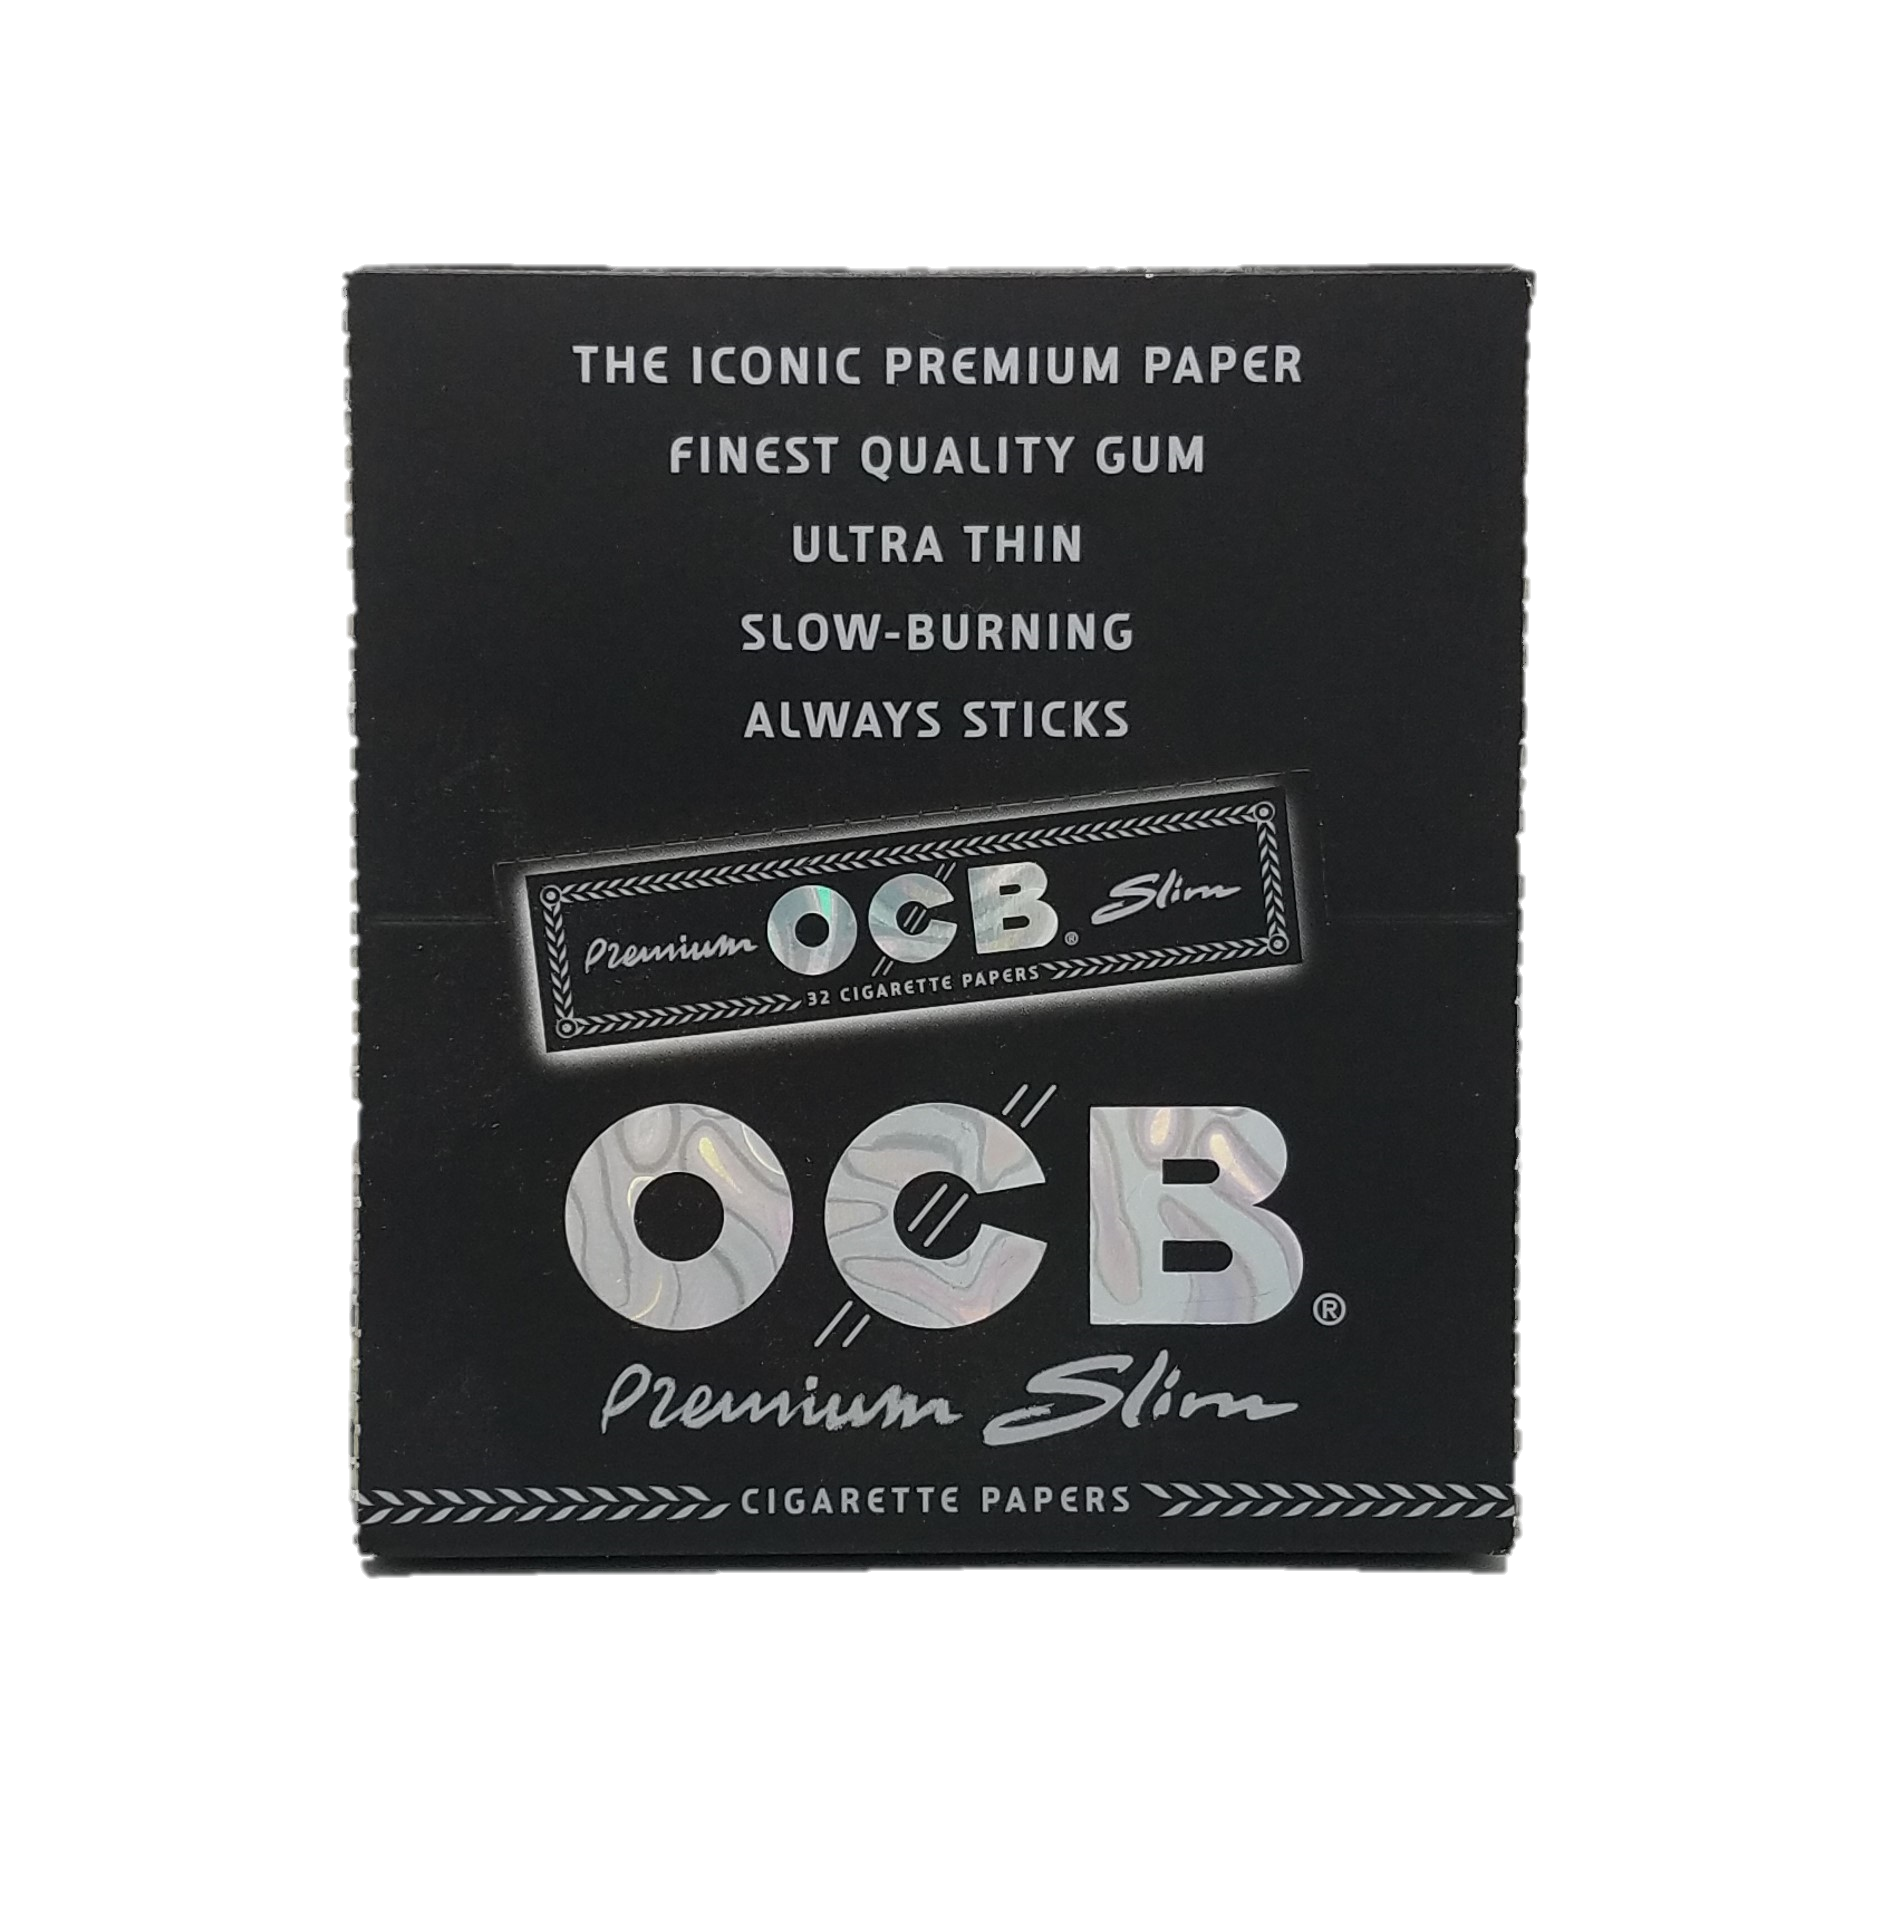 THE ICONIC PREMIUM PAPER
FINEST QUALITY GUM
ULTRA THIN
SLOW-BURNING
ALWAYS STICKS
Premium OCB® Slim
32 CIGARETTE PAPERS
OCB®
Premium Slim
CIGARETTE PAPERS